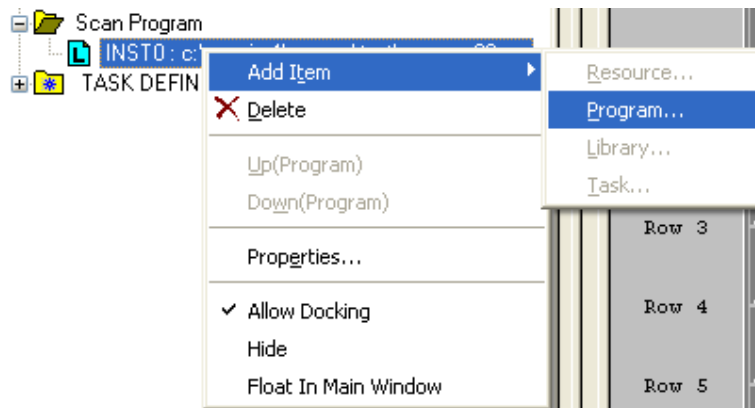 Scan Program
L INST0 : c:\
TASK DEFIN
Add Item
Delete
Up(Program)
Down(Program)
Properties...
Allow Docking
Hide
Float In Main Window
Resource...
Program...
Library...
Task...
Row 3
Row 4
Row 5